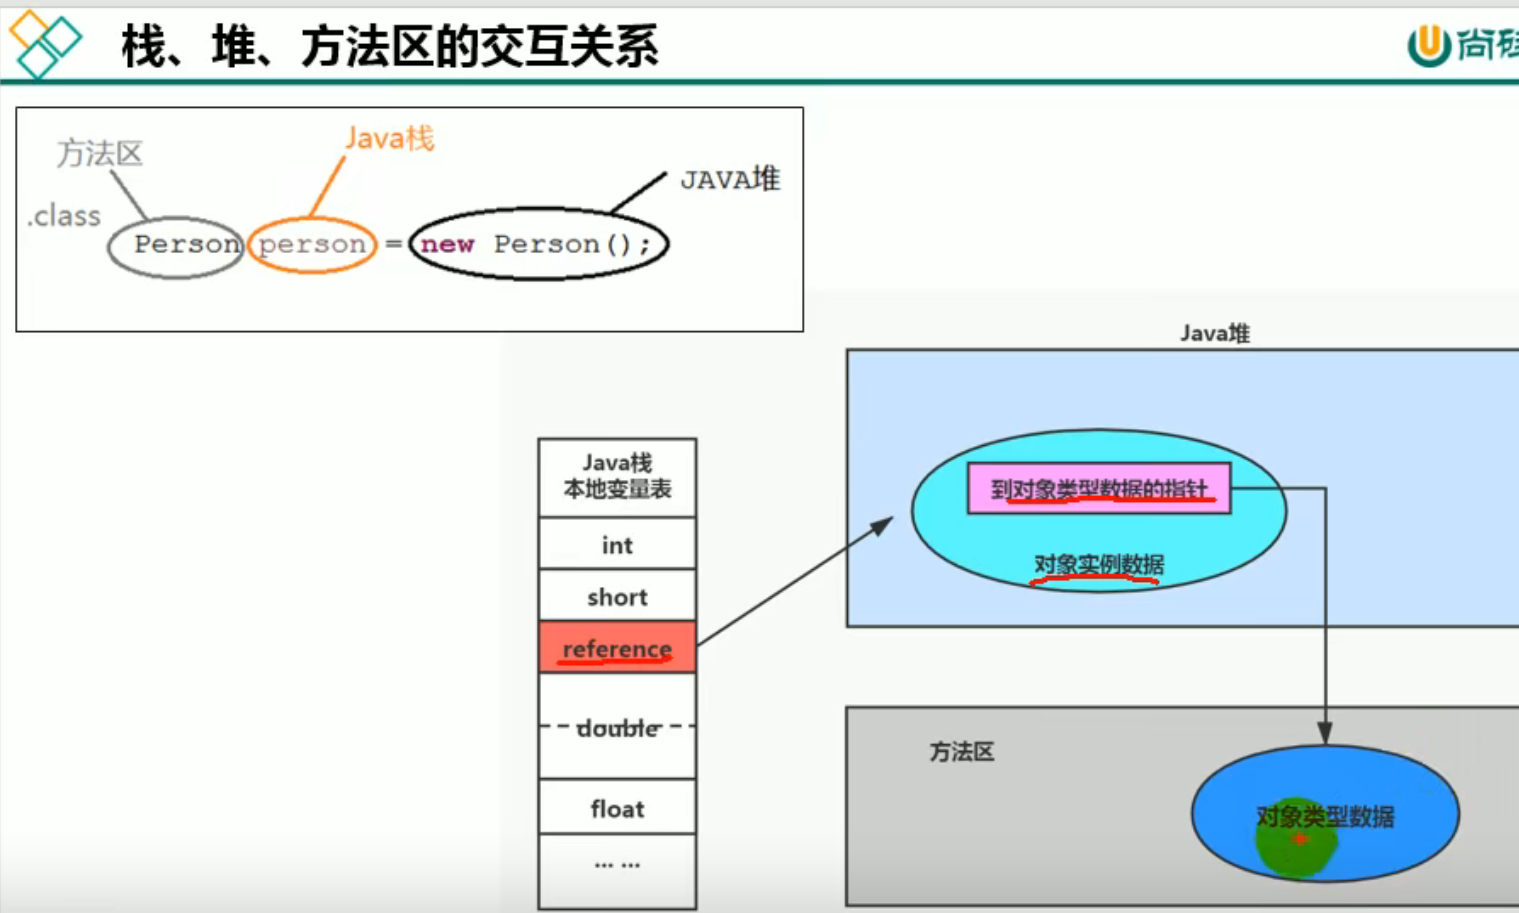 栈、堆、方法区的交互关系
尚硅
方法区
Java栈
JAVA堆
.class
Person person = new Person();
Java堆
到对象类型数据的指针
对象实例数据
Java栈
本地变量表
int
short
reference
double
float
... ...
方法区
对象类型数据